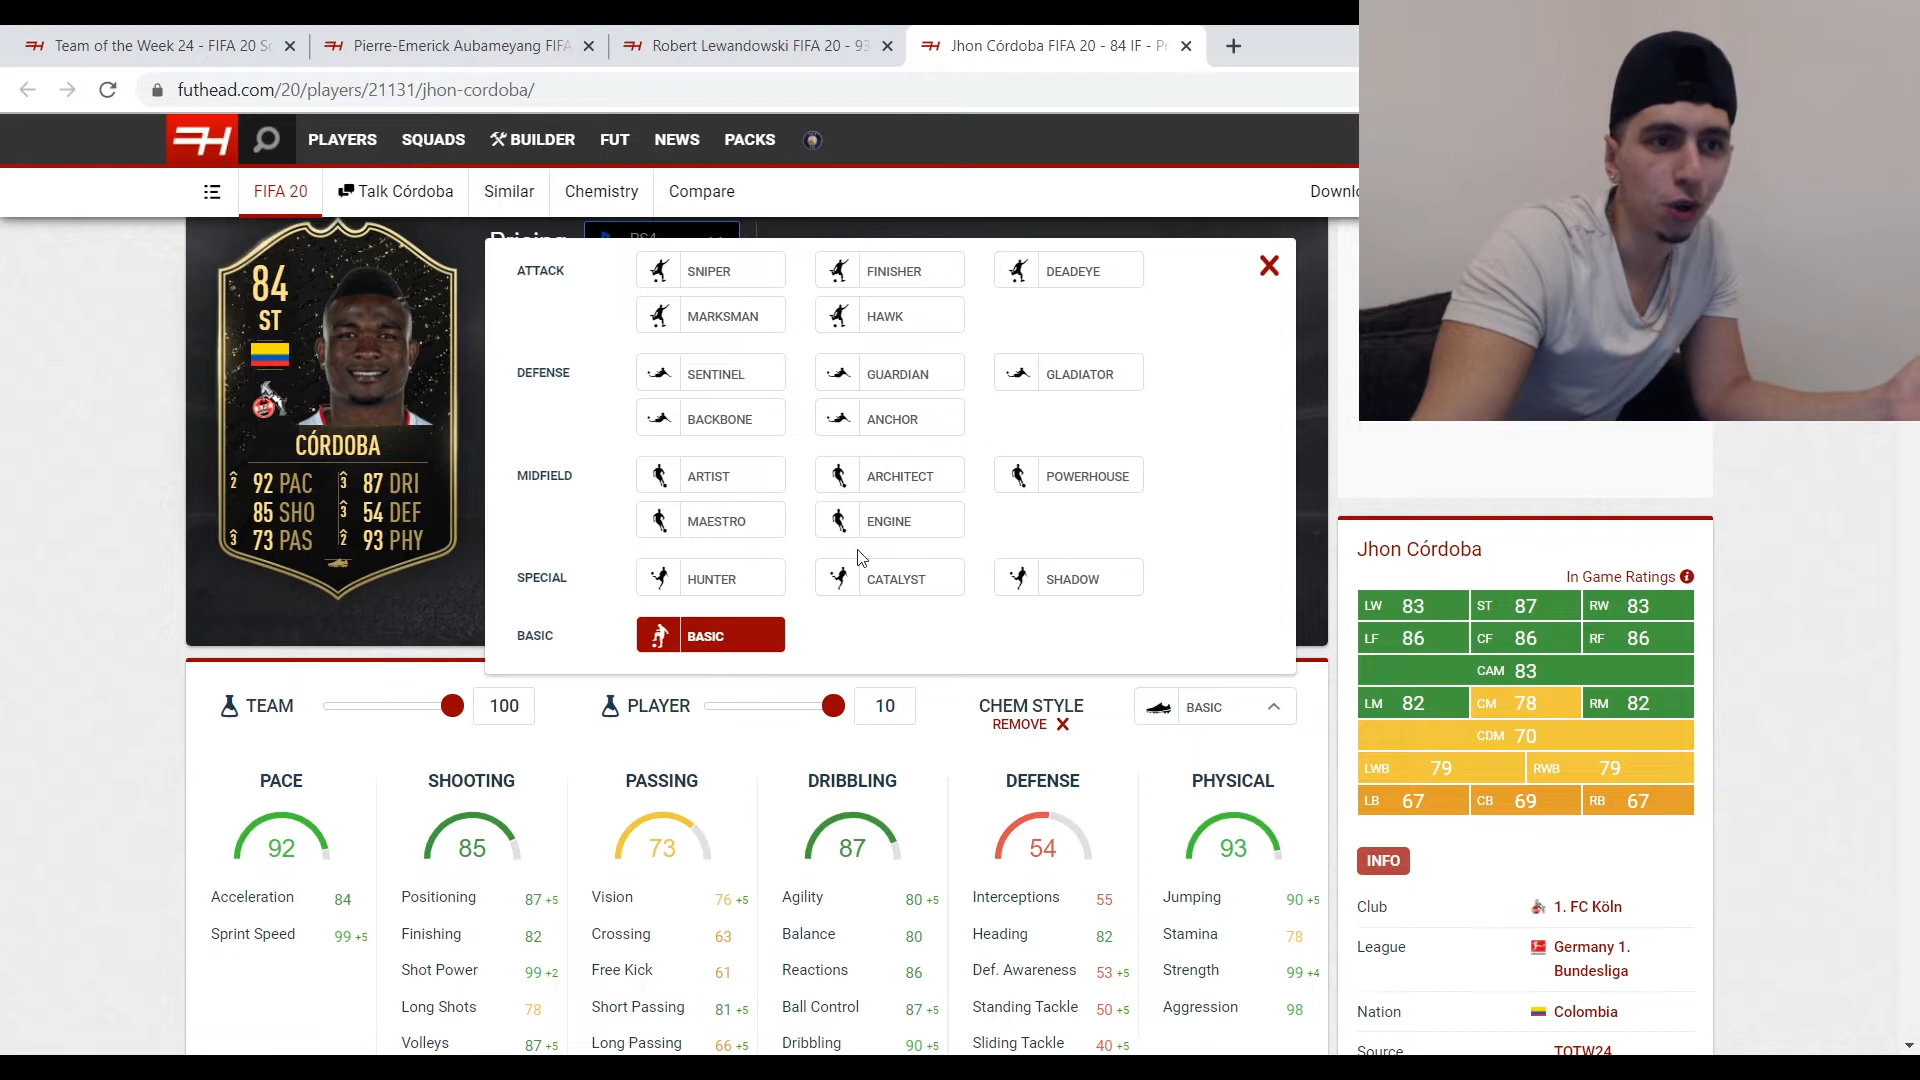 Team of the Week 24 - FIFA 20 Sc
Pierre-Emerick Aubameyang FIFA
Robert Lewandowski FIFA 20 - 93
Jhon Córdoba FIFA 20 - 84 IF - Pr
futhead.com/20/players/21131/jhon-cordoba/
PLAYERS SQUADS BUILDER FUT NEWS PACKS
FIFA 20 Talk Córdoba Similar Chemistry Compare Downlo
Pricing PS4
84
ST
CÓRDOBA
2 92 PAC 3 87 DRI
85 SHO 3 54 DEF
3 73 PAS 2 93 PHY
ATTACK SNIPER FINISHER DEADEYE
MARKSMAN HAWK
DEFENSE SENTINEL GUARDIAN GLADIATOR
BACKBONE ANCHOR
MIDFIELD ARTIST ARCHITECT POWERHOUSE
MAESTRO ENGINE
SPECIAL HUNTER CATALYST SHADOW
BASIC BASIC
TEAM 100 PLAYER 10 CHEM STYLE BASIC
REMOVE X
PACE SHOOTING PASSING DRIBBLING DEFENSE PHYSICAL
92 85 73 87 54 93
Acceleration 84 Positioning 87 +5 Vision 76 +5 Agility 80 +5 Interceptions 55 Jumping 90 +5
Sprint Speed 99 +5 Finishing 82 Crossing 63 Balance 80 Heading 82 Stamina 78
Shot Power 99 +2 Free Kick 61 Reactions 86 Def. Awareness 53 +5 Strength 99 +4
Long Shots 78 Short Passing 81 +5 Ball Control 87 +5 Standing Tackle 50 +5 Aggression 98
Volleys 87 +5 Long Passing 66 +5 Dribbling 90 +5 Sliding Tackle 40 +5
Jhon Córdoba
In Game Ratings
LW 83 ST 87 RW 83
LF 86 CF 86 RF 86
CAM 83
LM 82 CM 78 RM 82
CDM 70
LWB 79 RWB 79
LB 67 CB 69 RB 67
INFO
Club 1. FC Köln
League Germany 1.
Bundesliga
Nation Colombia
Source TOTW24